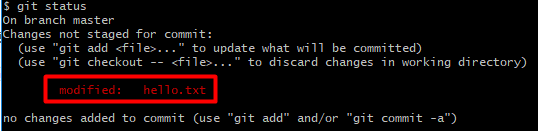 $ git status
On branch master
Changes not staged for commit:
  (use "git add <file>..." to update what will be committed)
  (use "git checkout -- <file>..." to discard changes in working directory)
        modified:   hello.txt
no changes added to commit (use "git add" and/or "git commit -a")